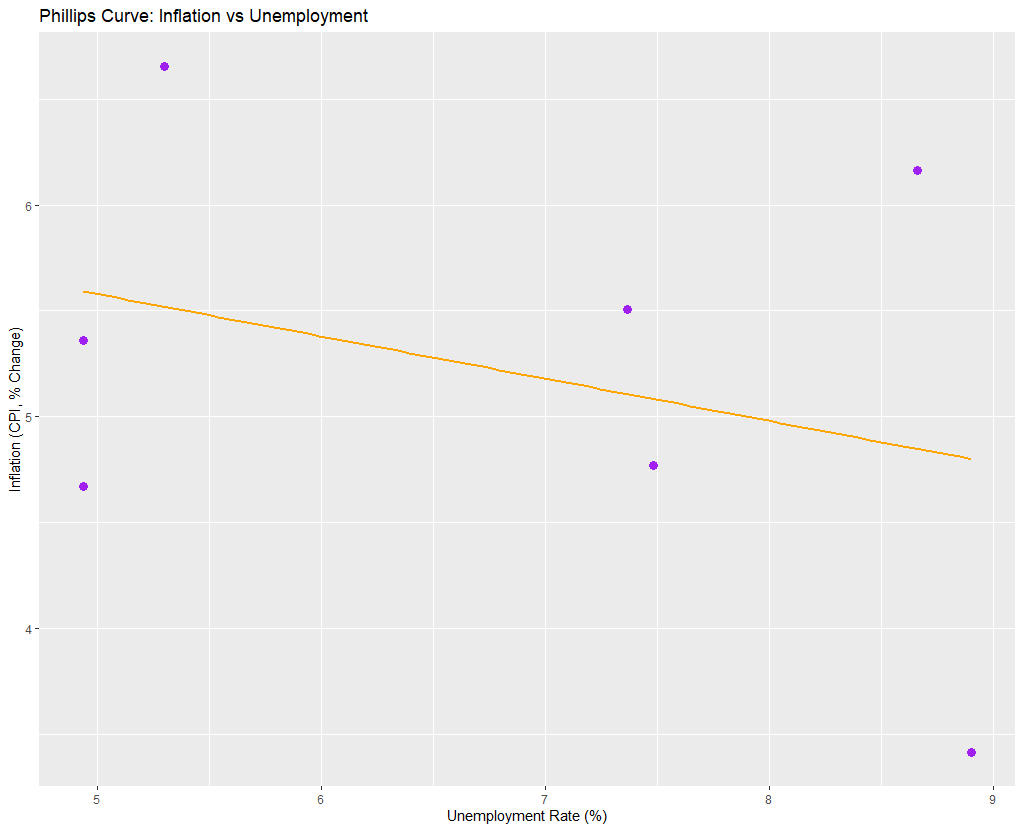 Phillips Curve: Inflation vs Unemployment
Inflation (CPI, % Change)
6
5
4
5
6
7
8
9
Unemployment Rate (%)